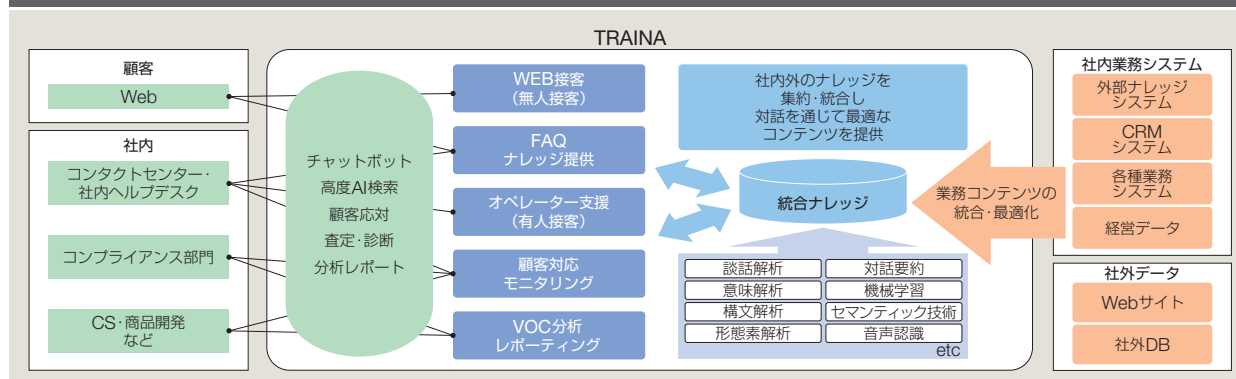 TRAINA
顧客
Web
社内
コンタクトセンター・
社内ヘルプデスク
コンプライアンス部門
CS・商品開発
など
チャットボット
高度AI検索
顧客応対
査定・診断
分析レポート
WEB接客
（無人接客）
FAQ
ナレッジ提供
オペレーター支援
（有人接客）
顧客対応
モニタリング
VOC分析
レポーティング
社内外のナレッジを
集約・統合し
対話を通じて最適な
コンテンツを提供
統合ナレッジ
談話解析
対話要約
意味解析
機械学習
構文解析
セマンティック技術
形態素解析
音声認識
etc
業務コンテンツの
統合・最適化
社内業務システム
外部ナレッジ
システム
CRM
システム
各種業務
システム
経営データ
社外データ
Webサイト
社外DB